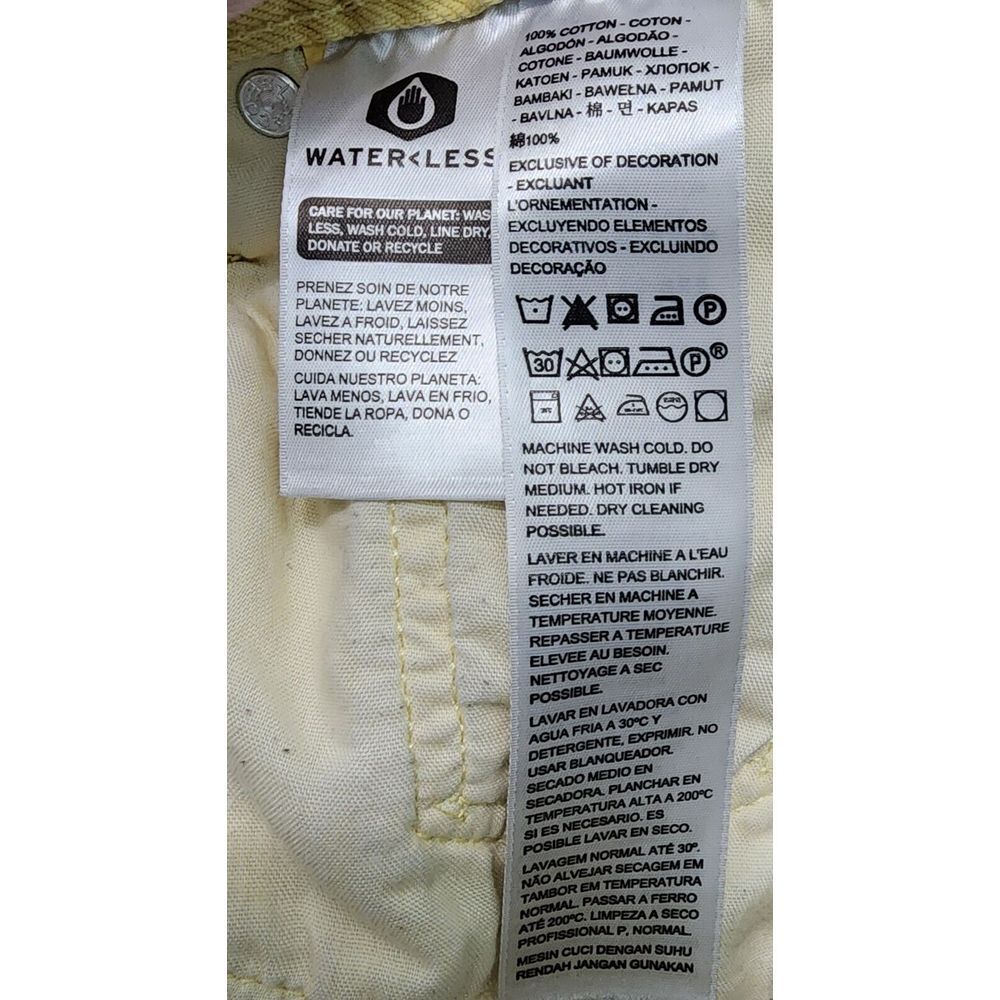 WATER<LESS
CARE FOR OUR PLANET: WAS
LESS, WASH COLD, LINE DRY,
DONATE OR RECYCLE
PRENEZ SOIN DE NOTRE
PLANETE: LAVEZ MOINS,
LAVEZ A FROID, LAISSEZ
SECHER NATURELLEMENT,
DONNEZ OU RECYCLEZ
CUIDA NUESTRO PLANETA:
LAVA MENOS, LAVA EN FRIO,
TIENDE LA ROPA, DONA O
RECICLA.
100% COTTON - COTON -
ALGODÓN - ALGODÃO -
COTONE - BAUMWOLLE -
KATOEN - PAMUK - ХЛОПОК -
BAMBAKI - BAWEŁNA - PAMUT
- BAVLNA - 棉 - 면 - KAPAS
綿100%
EXCLUSIVE OF DECORATION
- EXCLUANT
L'ORNEMENTATION -
EXCLUYENDO ELEMENTOS
DECORATIVOS - EXCLUINDO
DECORAÇÃO
P
30 P®
MACHINE WASH COLD. DO
NOT BLEACH. TUMBLE DRY
MEDIUM. HOT IRON IF
NEEDED. DRY CLEANING
POSSIBLE.
LAVER EN MACHINE A L'EAU
FROIDE. NE PAS BLANCHIR.
SECHER EN MACHINE A
TEMPERATURE MOYENNE.
REPASSER A TEMPERATURE
ELEVEE AU BESOIN.
NETTOYAGE A SEC
POSSIBLE.
LAVAR EN LAVADORA CON
AGUA FRIA A 30ºC Y
DETERGENTE, EXPRIMIR. NO
USAR BLANQUEADOR.
SECADO MEDIO EN
SECADORA. PLANCHAR EN
TEMPERATURA ALTA A 200ºC
SI ES NECESARIO. ES
POSIBLE LAVAR EN SECO.
LAVAGEM NORMAL ATÉ 30º.
NÃO ALVEJAR SECAGEM EM
TAMBOR EM TEMPERATURA
NORMAL. PASSAR A FERRO
ATÉ 200ºC. LIMPEZA A SECO
PROFISSIONAL P, NORMAL.
MESIN CUCI DENGAN SUHU
RENDAH JANGAN GUNAKAN